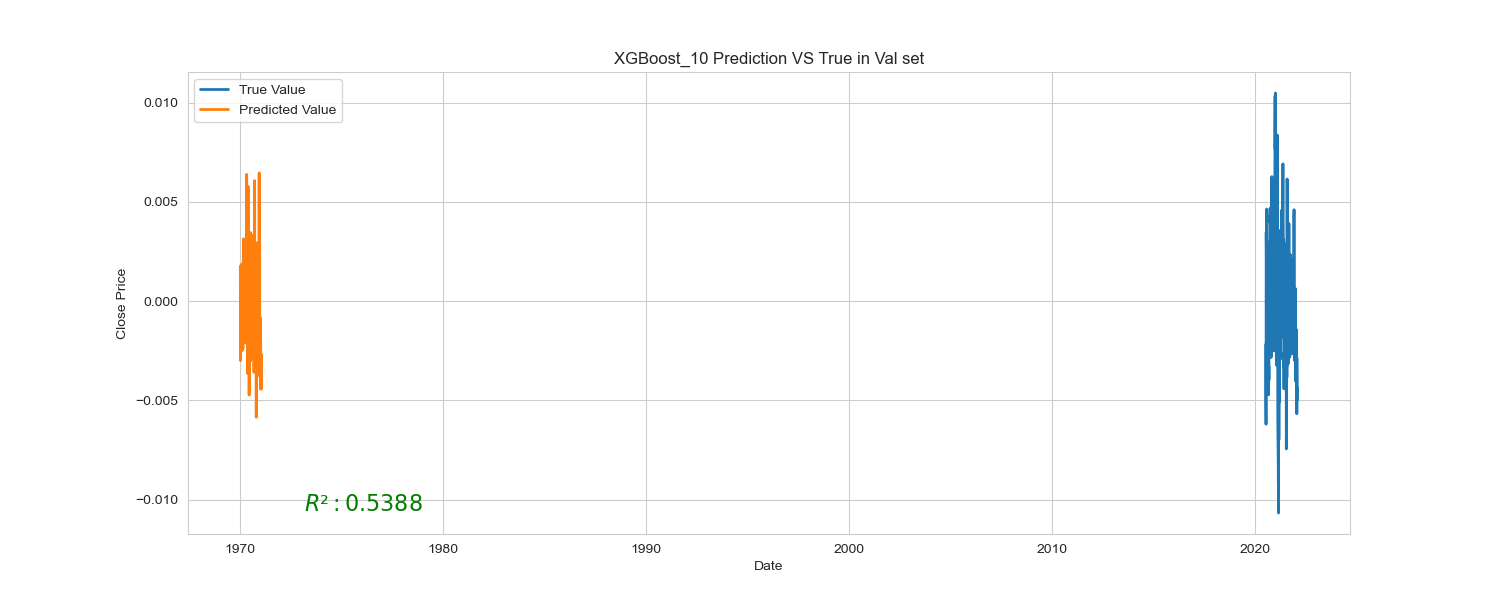 XGBoost_10 Prediction VS True in Val set
True Value
Predicted Value
0.010
0.005
0.000
−0.005
−0.010
Close Price
R² : 0.5388
1970 1980 1990 2000 2010 2020
Date